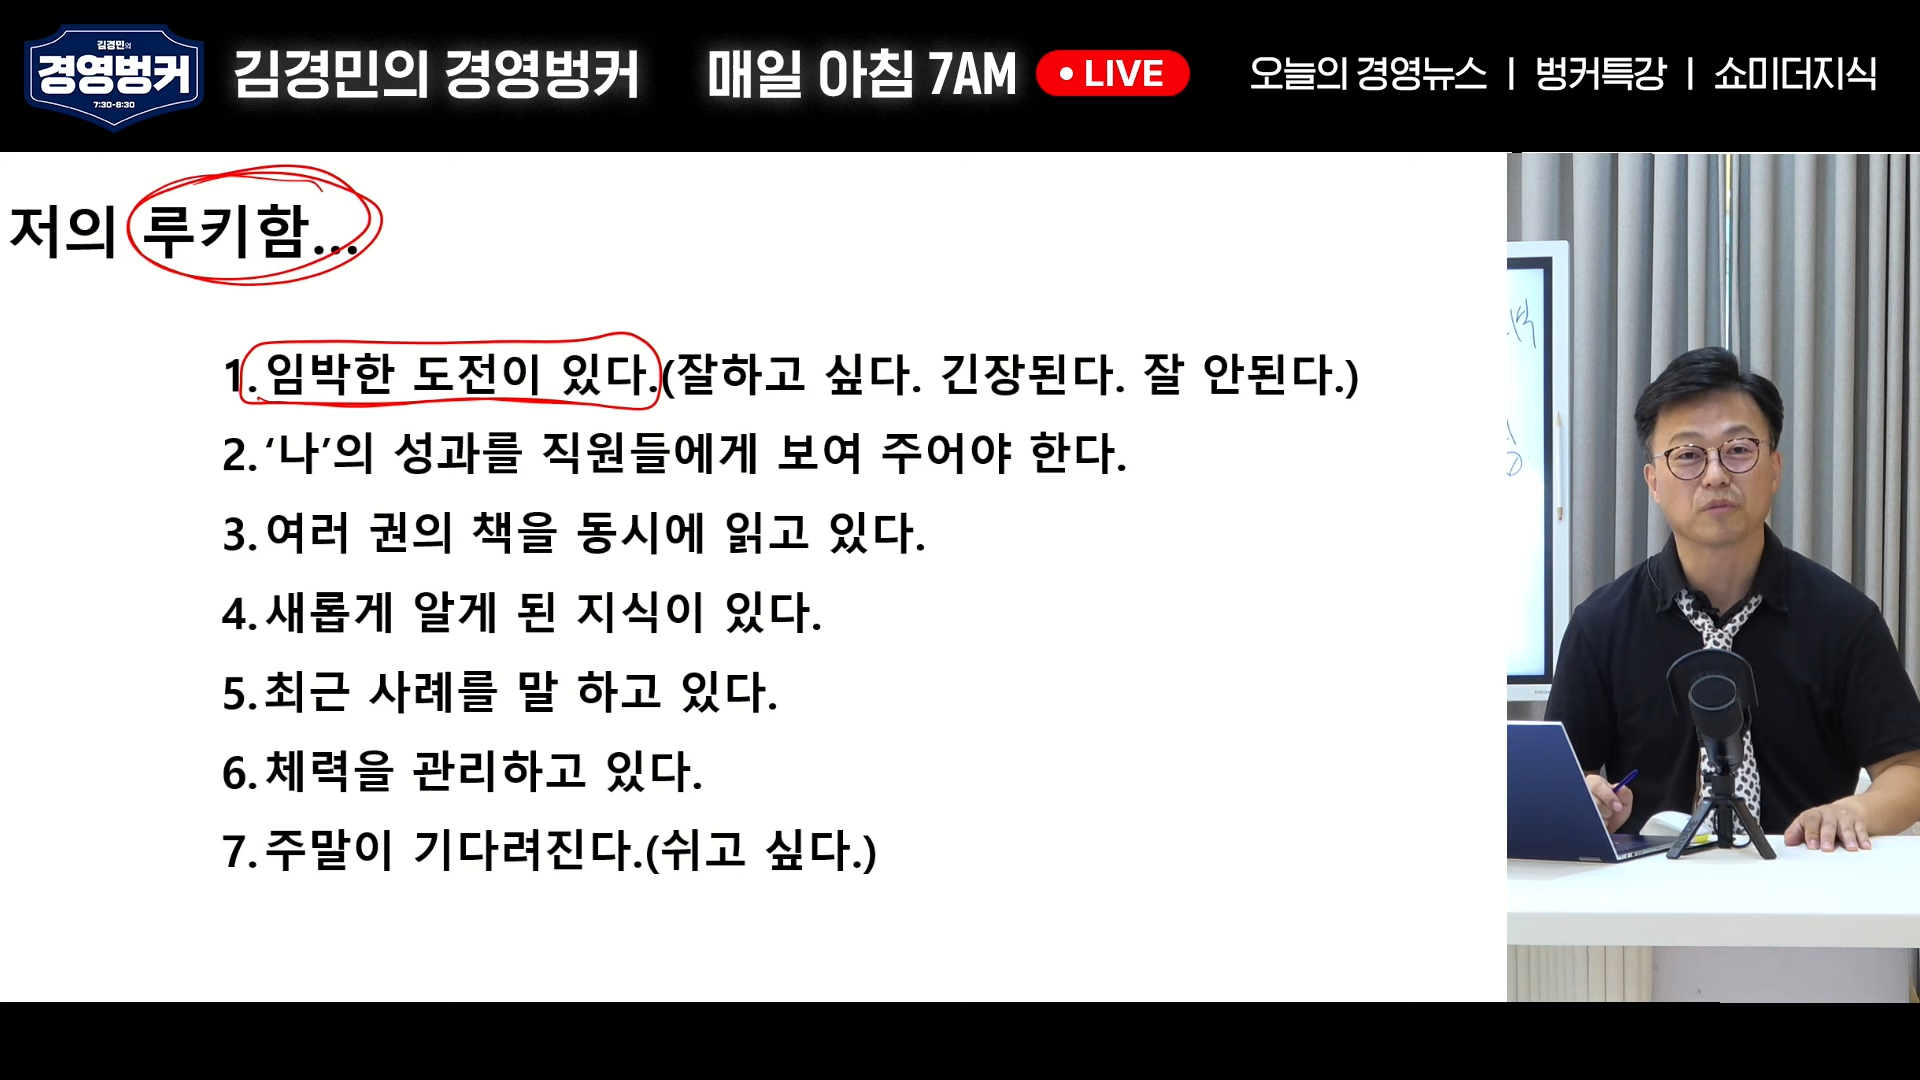 김경민의
경영벙커
7:30-8:30
김경민의 경영벙커 매일 아침 7AM • LIVE
오늘의 경영뉴스 | 벙커특강 | 쇼미더지식
저의 루키함...
1. 임박한 도전이 있다.(잘하고 싶다. 긴장된다. 잘 안된다.)
2. ‘나’의 성과를 직원들에게 보여 주어야 한다.
3. 여러 권의 책을 동시에 읽고 있다.
4. 새롭게 알게 된 지식이 있다.
5. 최근 사례를 말 하고 있다.
6. 체력을 관리하고 있다.
7. 주말이 기다려진다.(쉬고 싶다.)